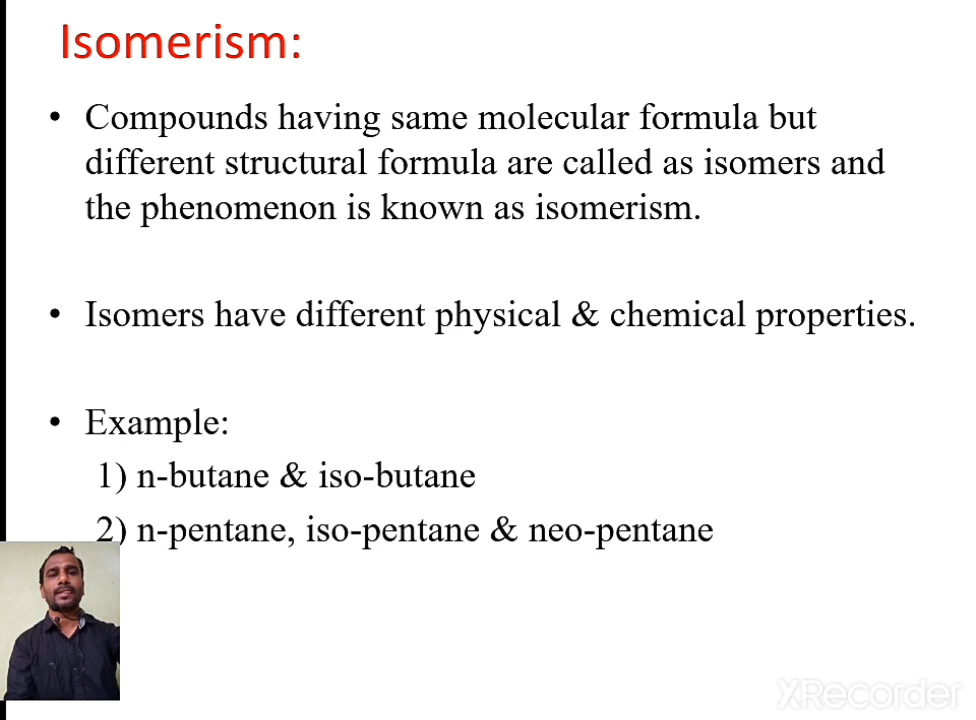 Isomerism:
• Compounds having same molecular formula but
different structural formula are called as isomers and
the phenomenon is known as isomerism.
• Isomers have different physical & chemical properties.
• Example:
1) n-butane & iso-butane
2) n-pentane, iso-pentane & neo-pentane
XRecorder